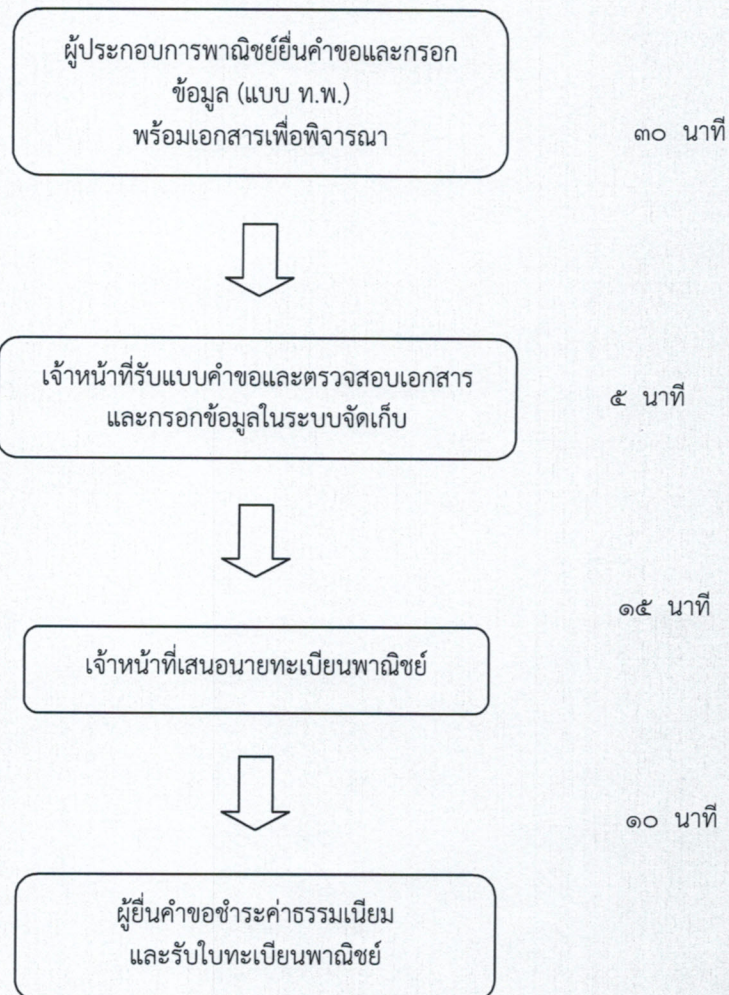 ผู้ประกอบการพาณิชย์ยื่นคำขอและกรอก
ข้อมูล (แบบ ท.พ.)
พร้อมเอกสารเพื่อพิจารณา
๓๐ นาที
เจ้าหน้าที่รับแบบคำขอและตรวจสอบเอกสาร
และกรอกข้อมูลในระบบจัดเก็บ
๕ นาที
๑๕ นาที
เจ้าหน้าที่เสนอนายทะเบียนพาณิชย์
๑๐ นาที
ผู้ยื่นคำขอชำระค่าธรรมเนียม
และรับใบทะเบียนพาณิชย์